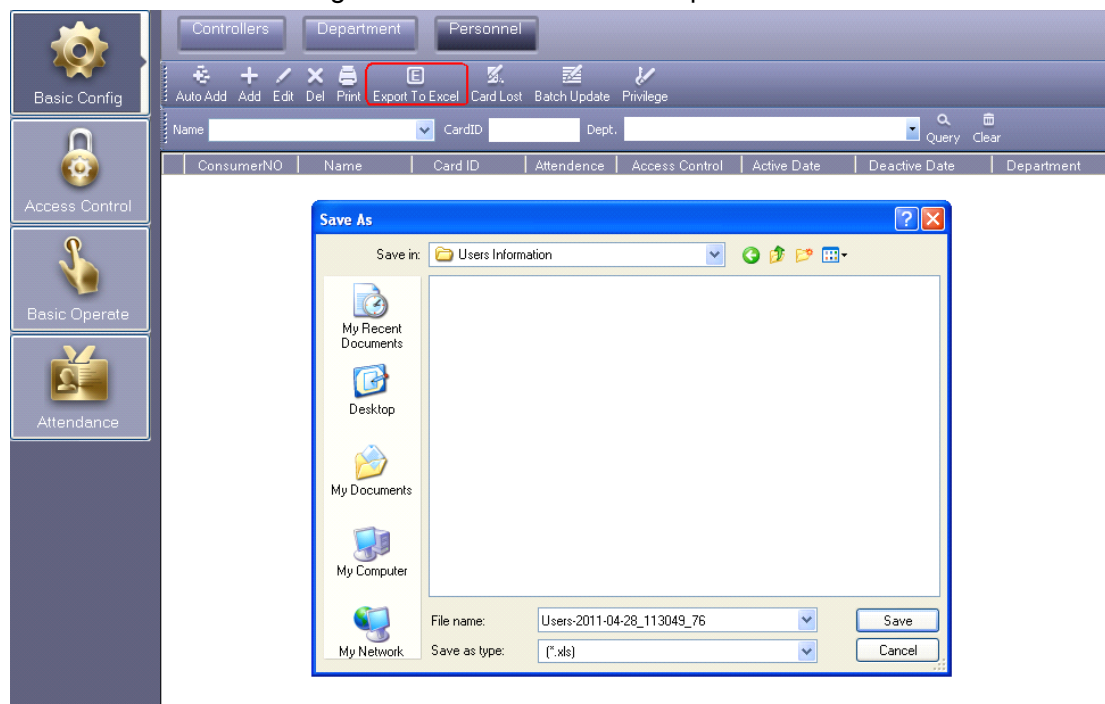 Controllers Department Personnel
Auto Add Add Edit Del Print Export To Excel Card Lost Batch Update Privilege
Name CardID Dept. Query Clear
ConsumerNO Name Card ID Attendence Access Control Active Date Deactive Date Department
Basic Config
Access Control
Basic Operate
Attendance
Save As
Save in: Users Information
My Recent
Documents
Desktop
My Documents
My Computer
My Network
File name: Users-2011-04-28_113049_76 Save
Save as type: (*.xls) Cancel